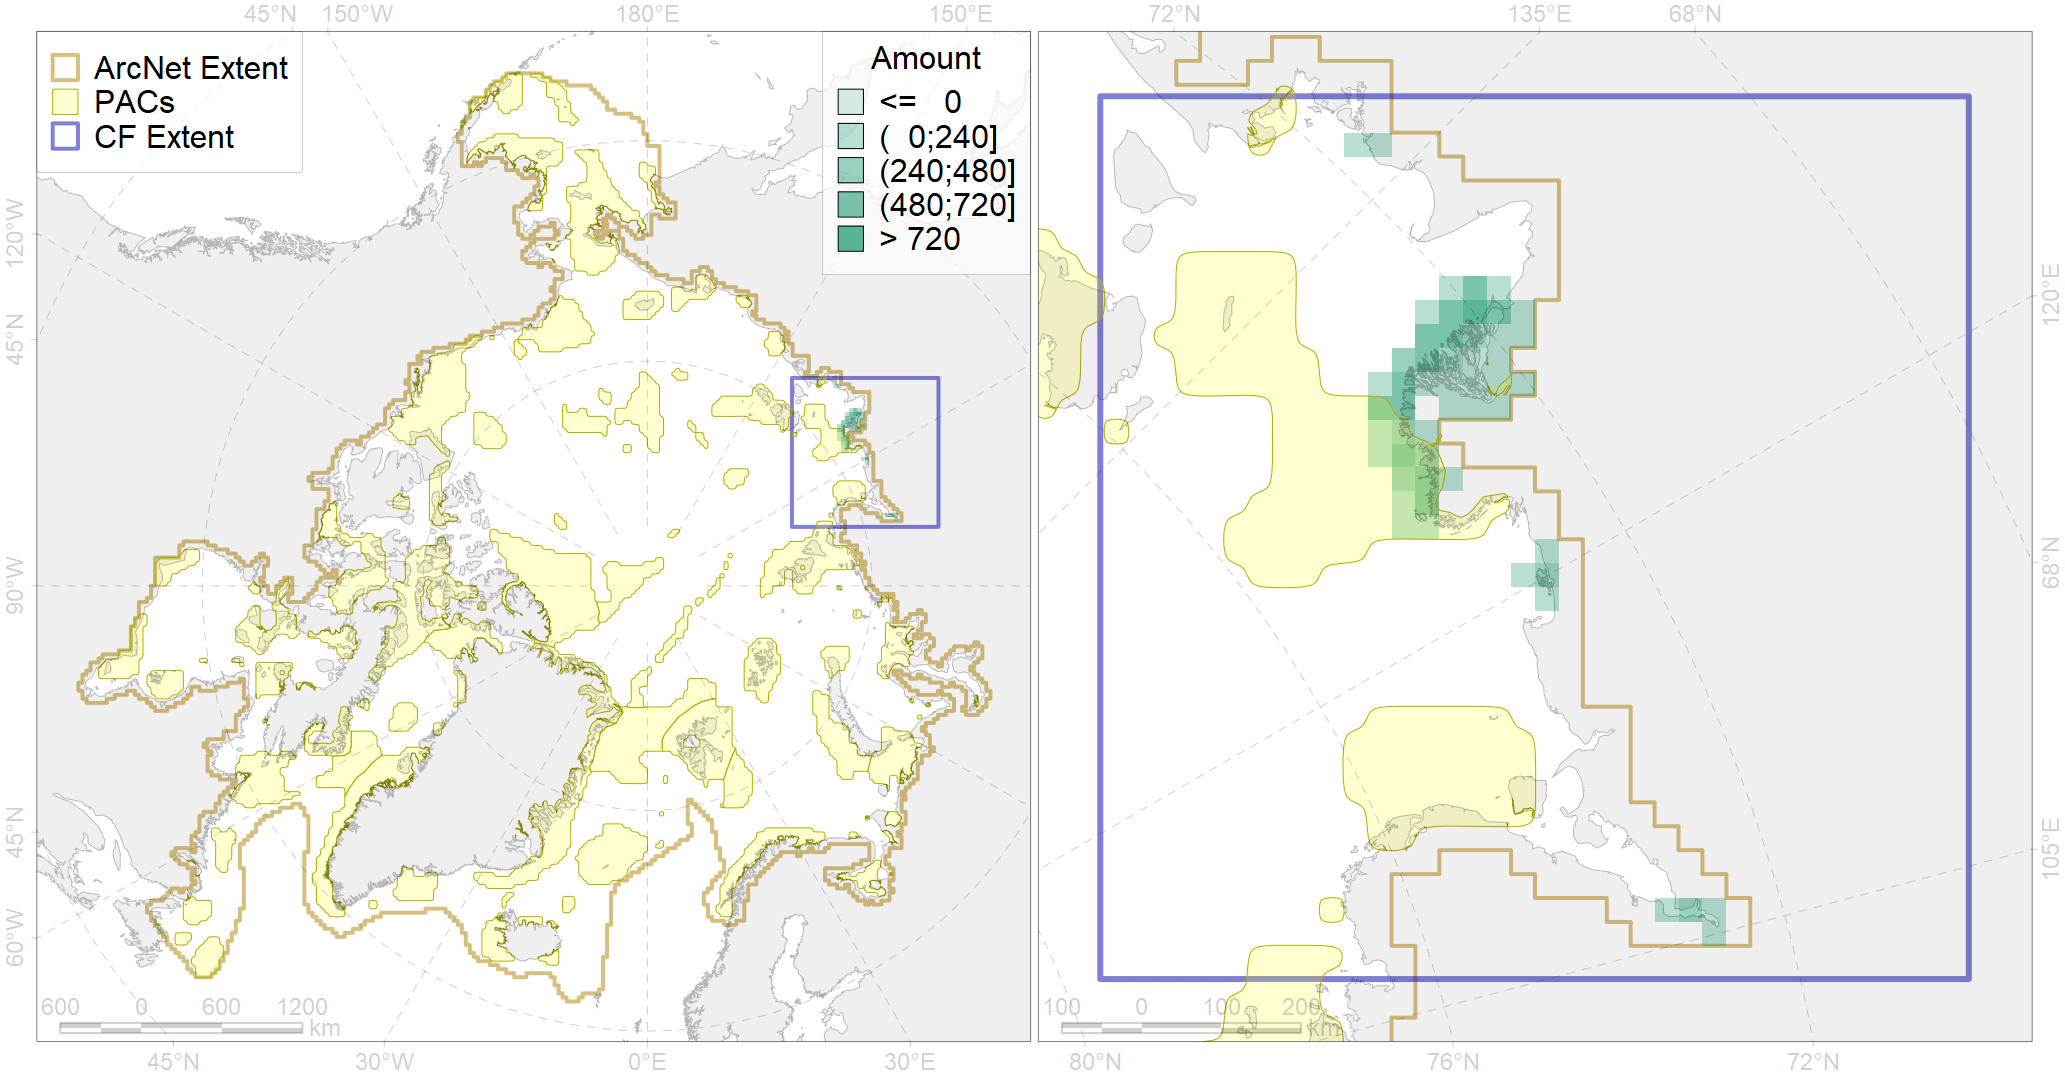 45°N 150°W 180°E 150°E 72°N 135°E 68°N
ArcNet Extent
PACs
CF Extent
Amount
<= 0
( 0;240]
(240;480]
(480;720]
> 720
120°W
45°N
90°W
45°N
60°W
120°E
68°N
105°E
600 0 600 1200
km
100 0 100 200
km
45°N 30°W 0°E 30°E 80°N 76°N 72°N